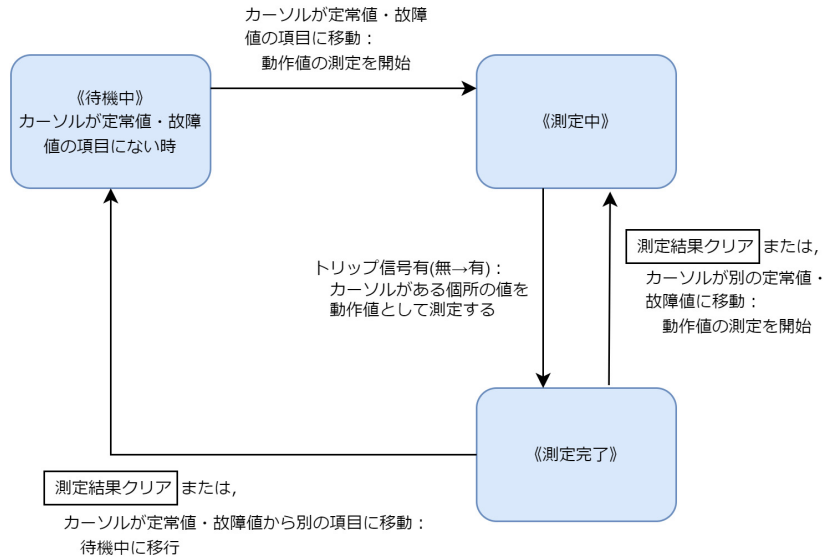 カーソルが定常値・故障
値の項目に移動：
動作値の測定を開始
《待機中》
カーソルが定常値・故障
値の項目にない時
《測定中》
トリップ信号有(無→有)：
カーソルがある個所の値を
動作値として測定する
測定結果クリア または,
カーソルが別の定常値・
故障値に移動：
動作値の測定を開始
《測定完了》
測定結果クリア または,
カーソルが定常値・故障値から別の項目に移動：
待機中に移行